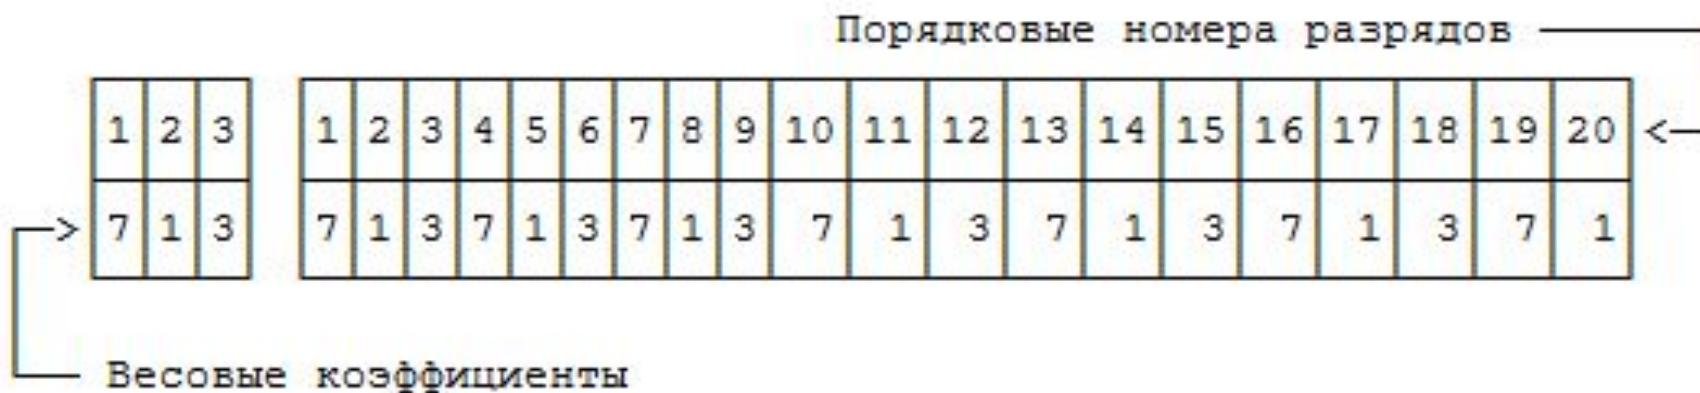 Порядковые номера разрядов
1 2 3 1 2 3 4 5 6 7 8 9 10 11 12 13 14 15 16 17 18 19 20 <
> 7 1 3 7 1 3 7 1 3 7 1 3 7 1 3 7 1 3 7 1 3 7 1
Весовые коэффициенты